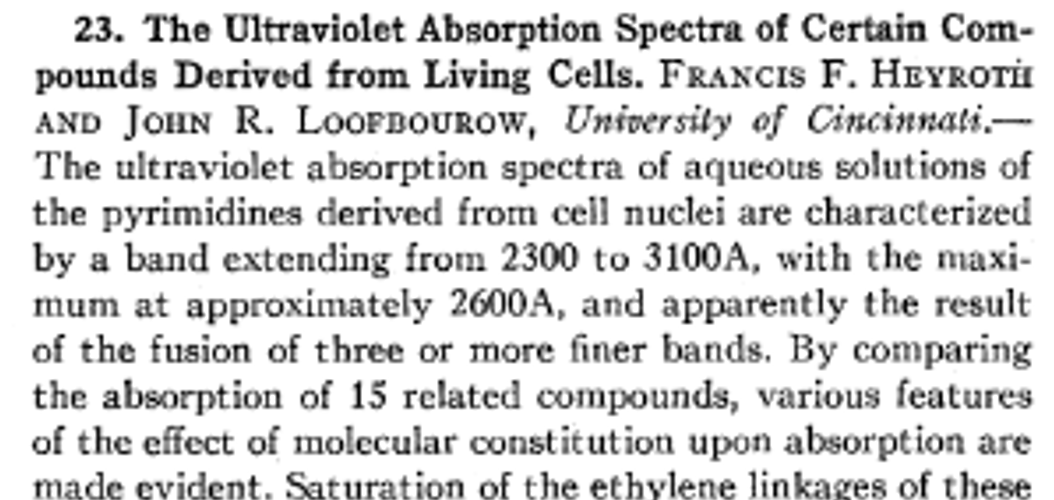 23. The Ultraviolet Absorption Spectra of Certain Com-
pounds Derived from Living Cells. FRANCIS F. HEYROTH
AND JOHN R. LOOFBOUROW, University of Cincinnati.—
The ultraviolet absorption spectra of aqueous solutions of
the pyrimidines derived from cell nuclei are characterized
by a band extending from 2300 to 3100A, with the maxi-
mum at approximately 2600A, and apparently the result
of the fusion of three or more finer bands. By comparing
the absorption of 15 related compounds, various features
of the effect of molecular constitution upon absorption are
made evident. Saturation of the ethylene linkages of these